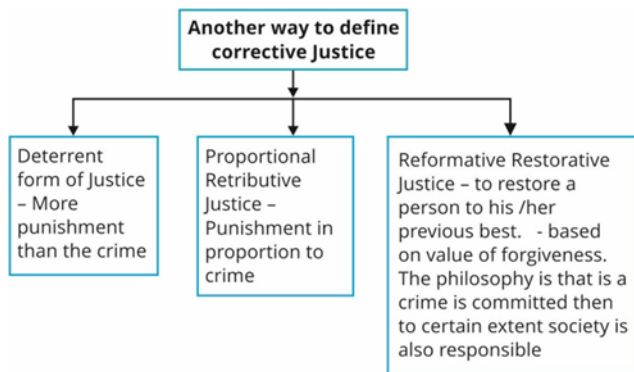 Another way to define
corrective Justice
Deterrent
form of Justice
– More
punishment
than the crime
Proportional
Retributive
Justice –
Punishment in
proportion to
crime
Reformative Restorative
Justice – to restore a
person to his /her
previous best.   - based
on value of forgiveness.
The philosophy is that is a
crime is committed then
to certain extent society is
also responsible